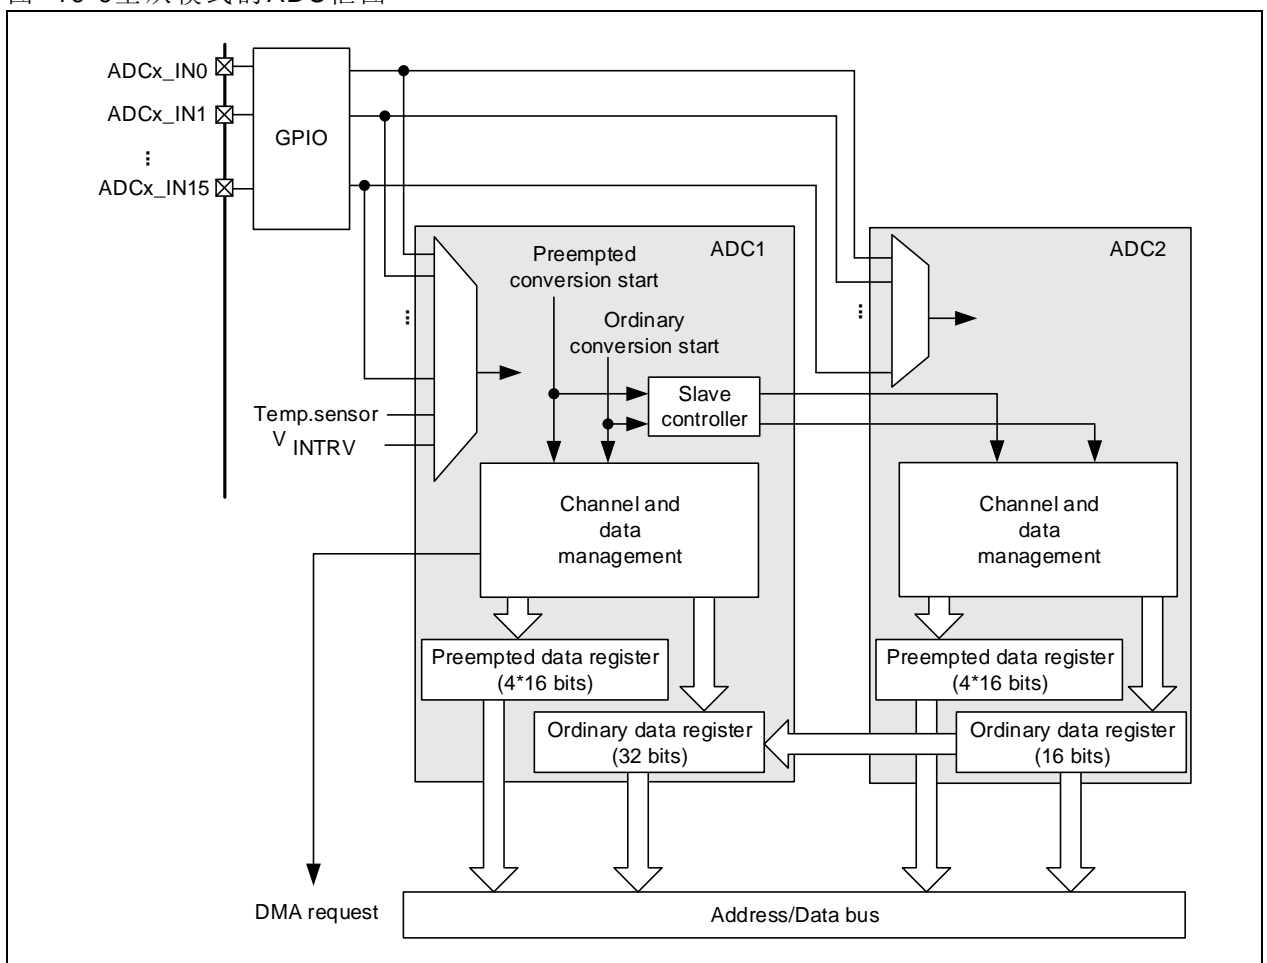 ADCx_IN0
ADCx_IN1
...
ADCx_IN15
GPIO
ADC1
Preempted
conversion start
Ordinary
conversion start
...
Temp.sensor
V INTRV
Slave
controller
Channel and
data
management
Preempted data register
(4*16 bits)
Ordinary data register
(32 bits)
ADC2
...
Channel and
data
management
Preempted data register
(4*16 bits)
Ordinary data register
(16 bits)
DMA request
Address/Data bus